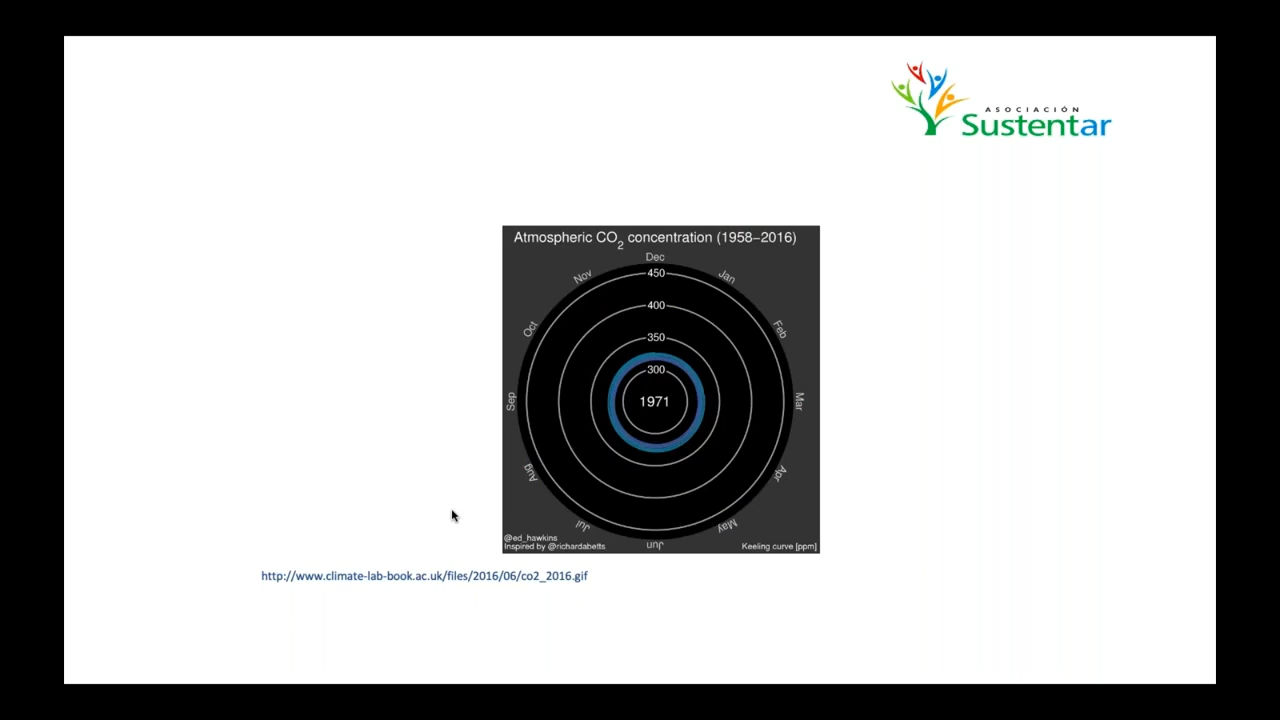 ASOCIACIÓN
Sustentar
Atmospheric CO2 concentration (1958–2016)
Dec
Nov
450
Jan
400
Oct
Feb
350
300
Sep
1971
Mar
Aug
Apr
Jul
May
Jun
@ed_hawkins
Inspired by @richardabetts
Keeling curve [ppm]
http://www.climate-lab-book.ac.uk/files/2016/06/co2_2016.gif